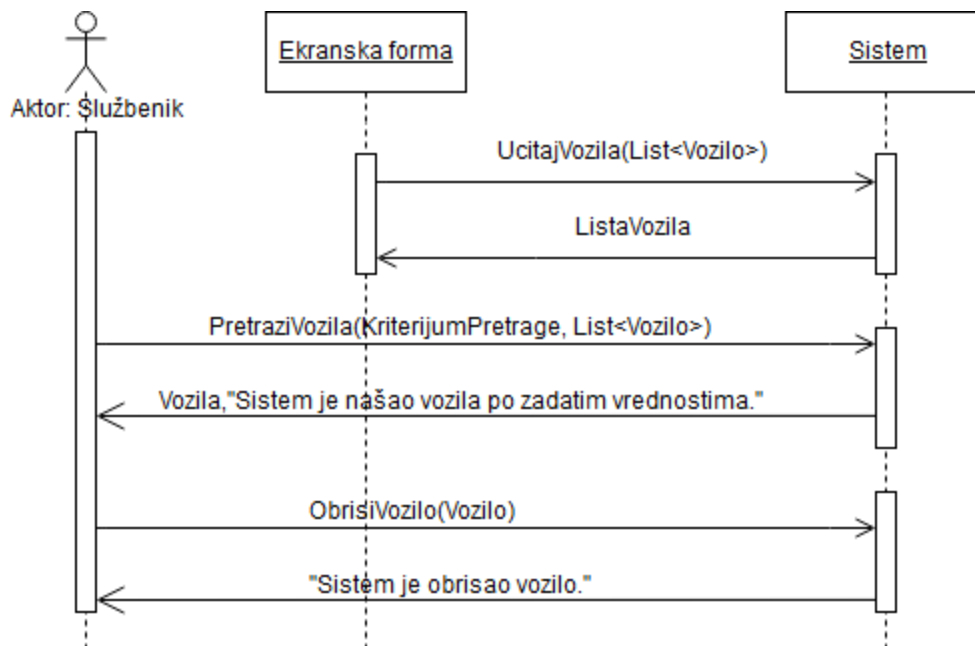 Ekranska forma
Sistem
Aktor: Službenik
UcitajVozila(List<Vozilo>)
ListaVozila
PretraziVozila(KriterijumPretrage, List<Vozilo>)
Vozila,"Sistem je našao vozila po zadatim vrednostima."
ObrisiVozilo(Vozilo)
"Sistem je obrisao vozilo."